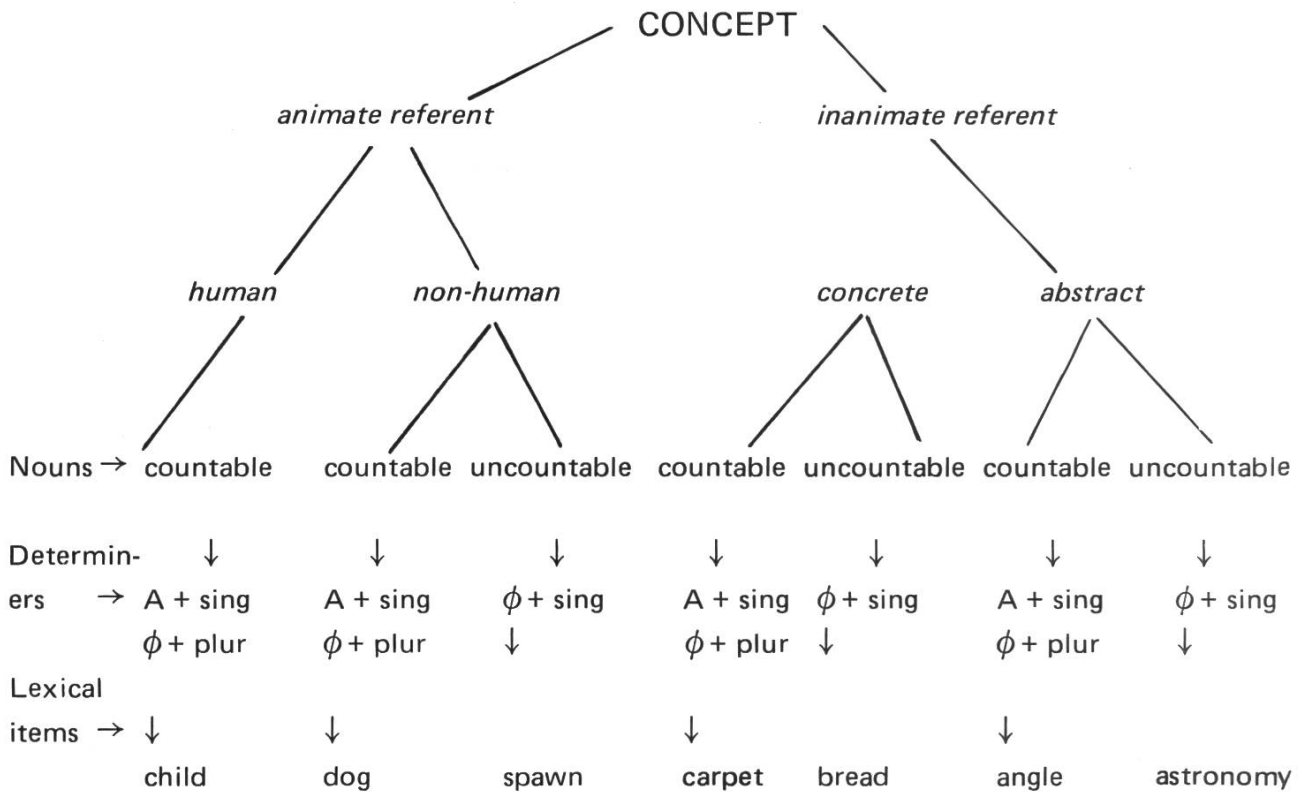 CONCEPT
animate referent inanimate referent
human non-human concrete abstract
Nouns → countable countable uncountable countable uncountable countable uncountable
Determin- ↓ ↓ ↓ ↓ ↓ ↓ ↓
ers → A + sing A + sing ϕ + sing A + sing ϕ + sing A + sing ϕ + sing
ϕ + plur ϕ + plur ↓ ϕ + plur ↓ ϕ + plur ↓
Lexical
items → ↓ ↓ ↓ ↓
child dog spawn carpet bread angle astronomy